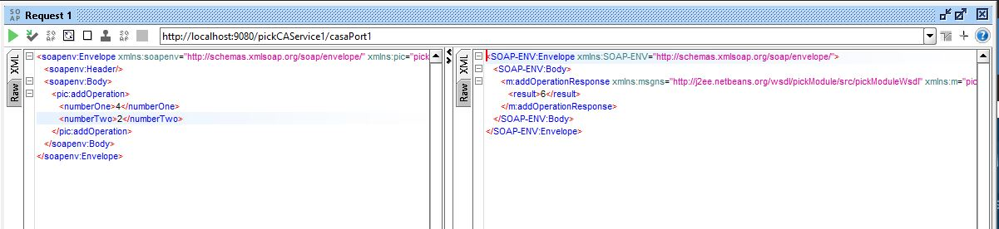 SO
AP
Request 1
http://localhost:9080/pickCAService1/casaPort1
XML
Raw
<soapenv:Envelope xmlns:soapenv="http://schemas.xmlsoap.org/soap/envelope/" xmlns:pic="pick
<soapenv:Header/>
<soapenv:Body>
<pic:addOperation>
<numberOne>4</numberOne>
<numberTwo>2</numberTwo>
</pic:addOperation>
</soapenv:Body>
</soapenv:Envelope>
XML
Raw
<SOAP-ENV:Envelope xmlns:SOAP-ENV="http://schemas.xmlsoap.org/soap/envelope/">
<SOAP-ENV:Body>
<m:addOperationResponse xmlns:msgns="http://j2ee.netbeans.org/wsdl/pickModule/src/pickModuleWsdl" xmlns:m="pic
<result>6</result>
</m:addOperationResponse>
</SOAP-ENV:Body>
</SOAP-ENV:Envelope>